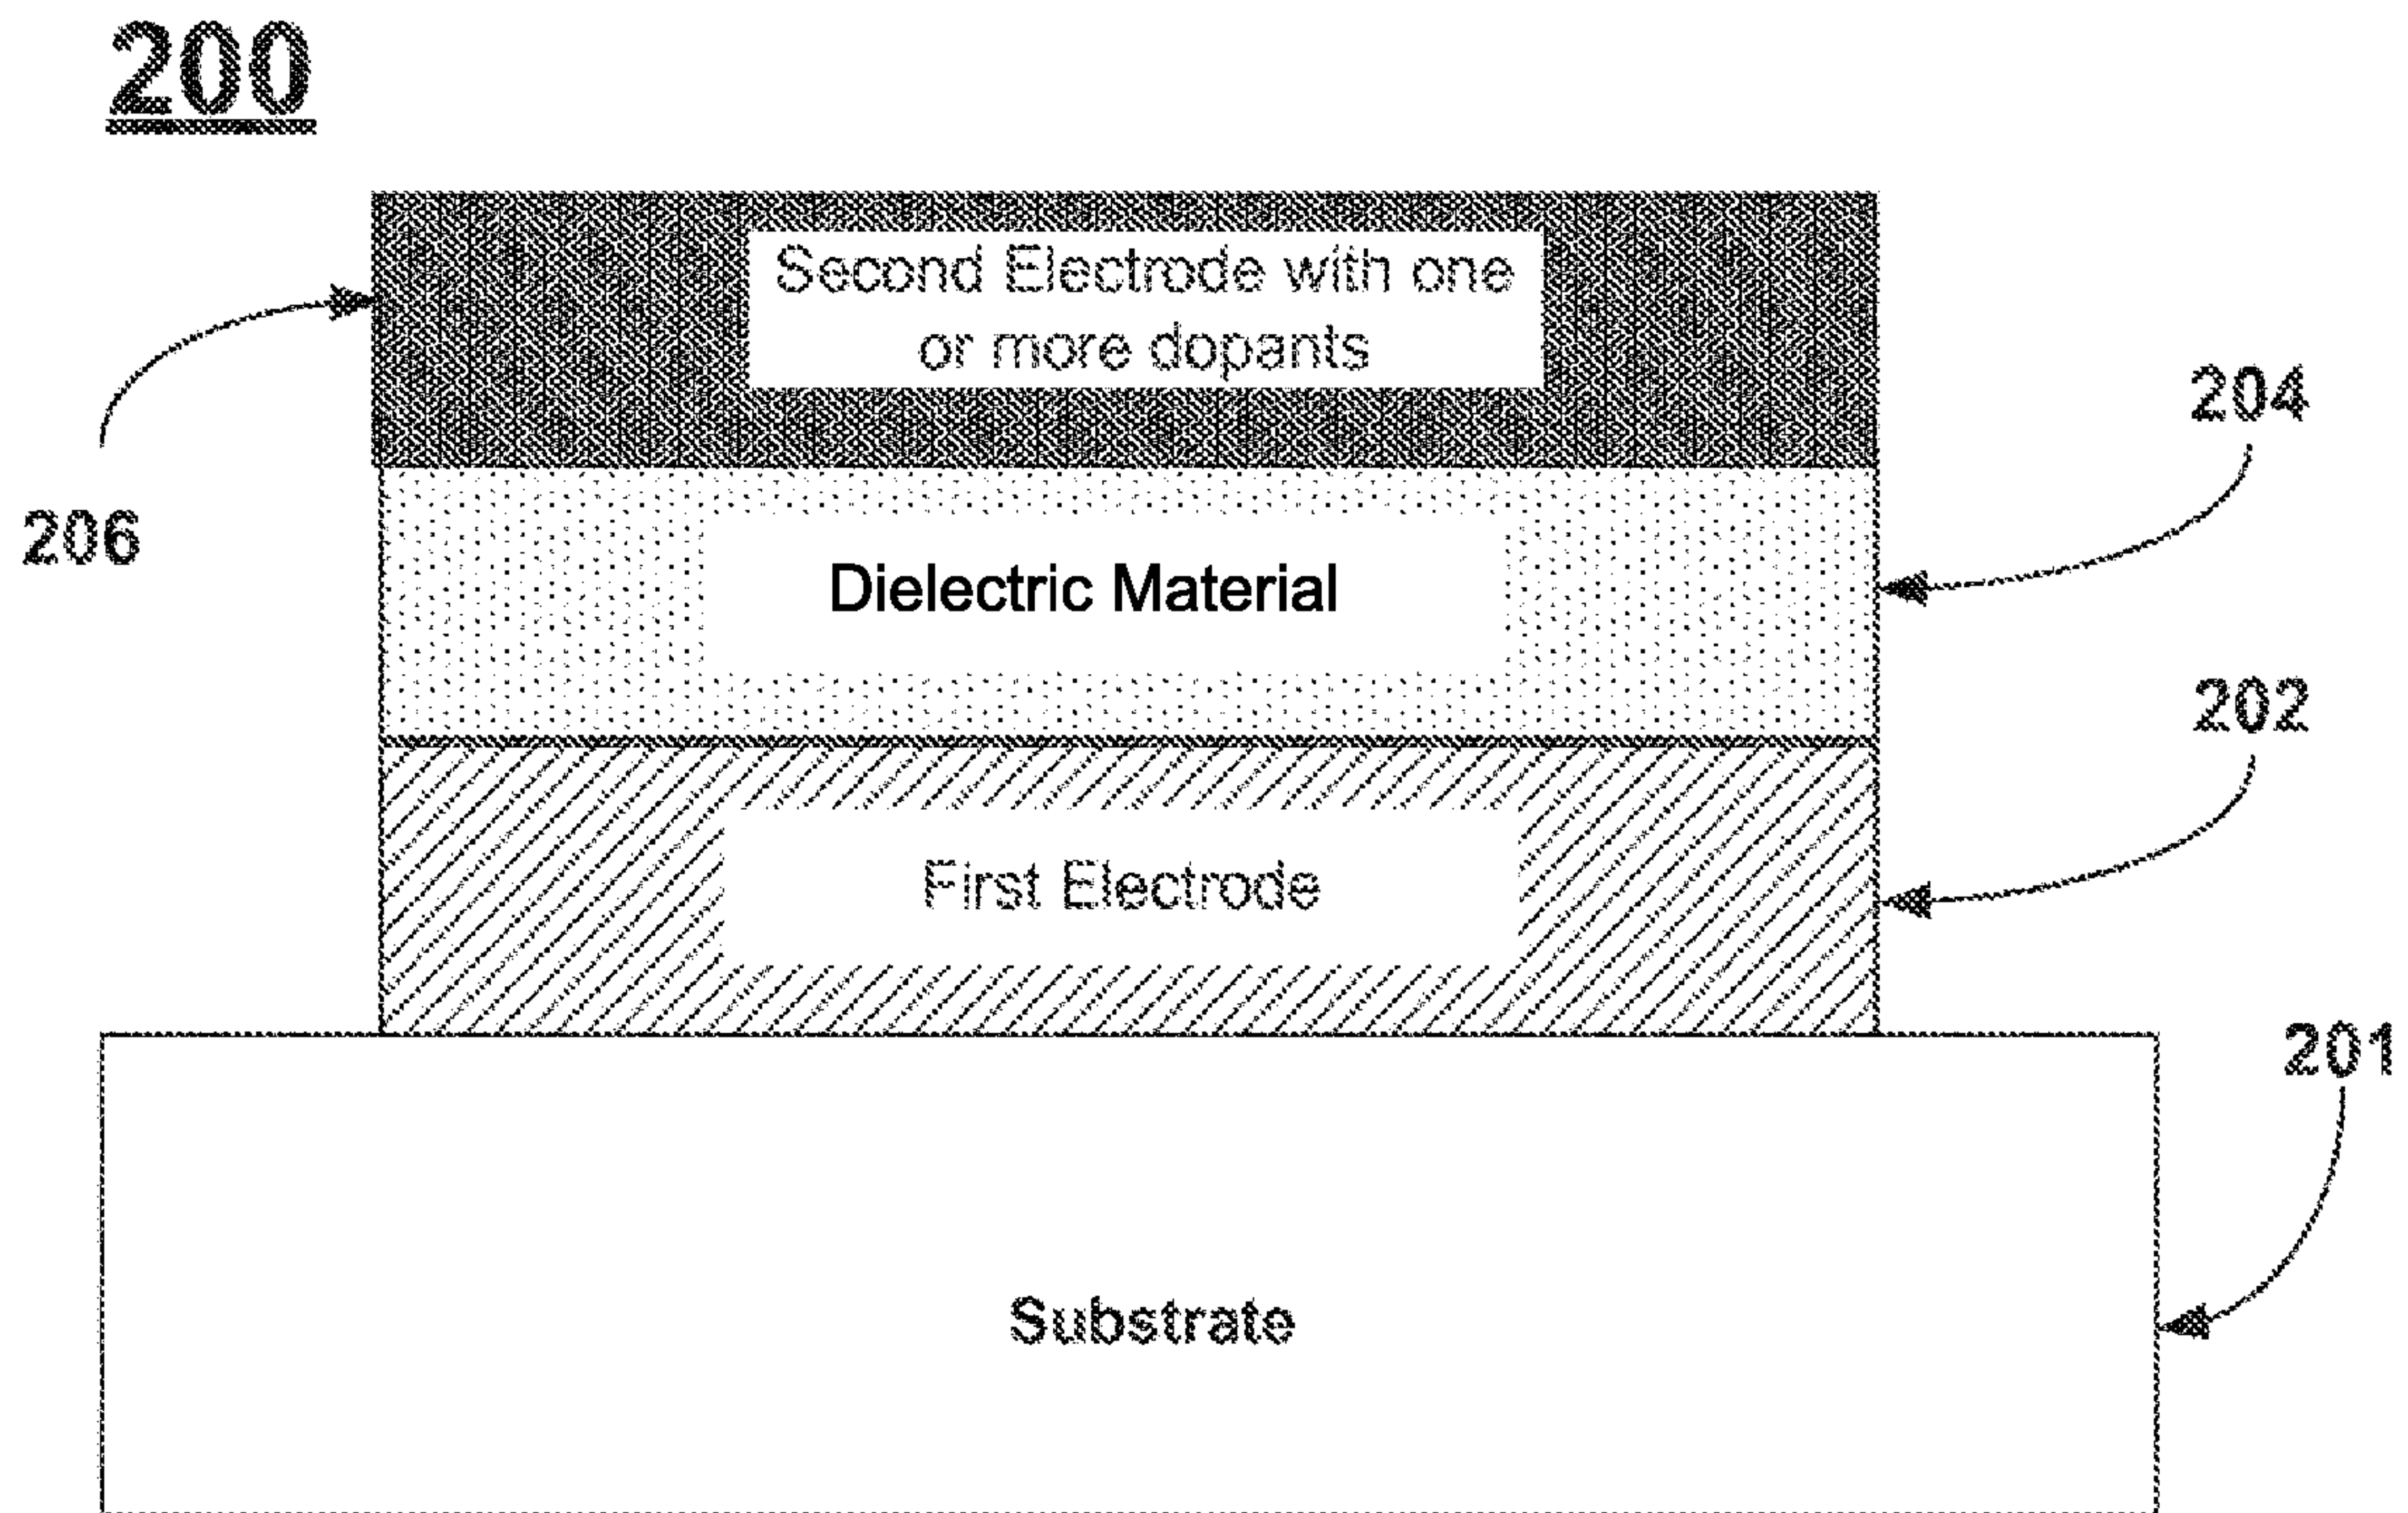 200
Second Electrode with one
or more dopants
204
206
Dielectric Material
202
First Electrode
201
Substrate